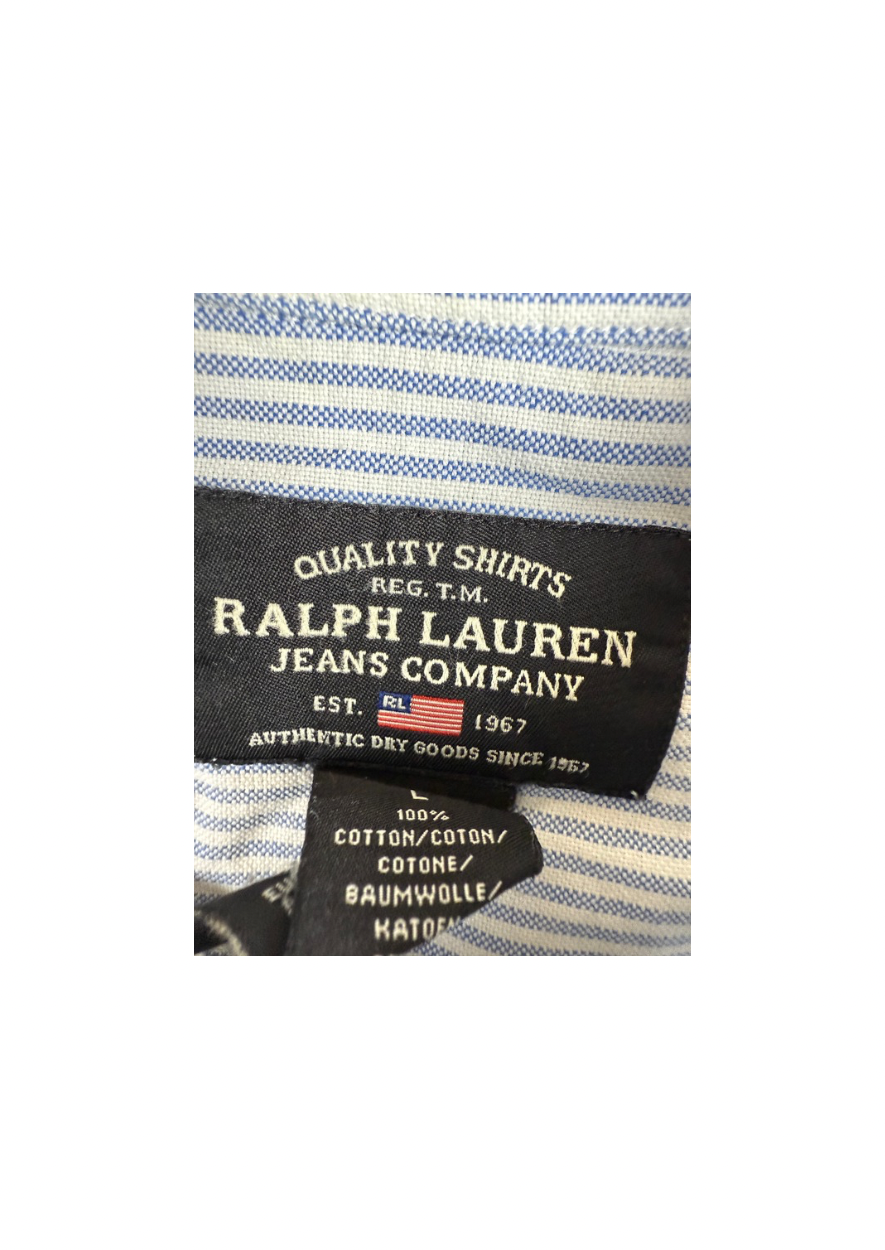 QUALITY SHIRTS
REG. T.M.
RALPH LAUREN
JEANS COMPANY
EST. RL 1967
AUTHENTIC DRY GOODS SINCE 1967
100%
COTTON/COTON/
COTONE/
BAUMWOLLE/
KATOEN